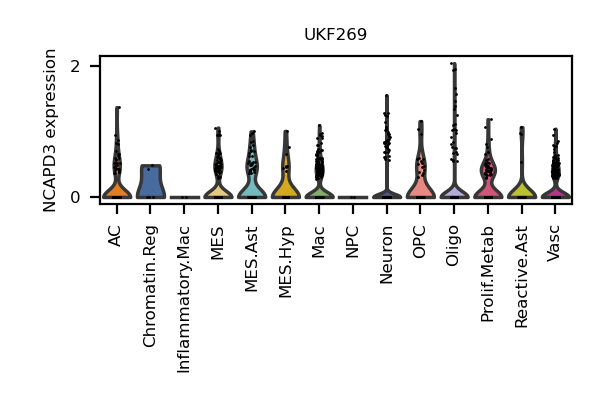 UKF269
NCAPD3 expression
2
0
AC
Chromatin.Reg
Inflammatory.Mac
MES
MES.Ast
MES.Hyp
Mac
NPC
Neuron
OPC
Oligo
Prolif.Metab
Reactive.Ast
Vasc